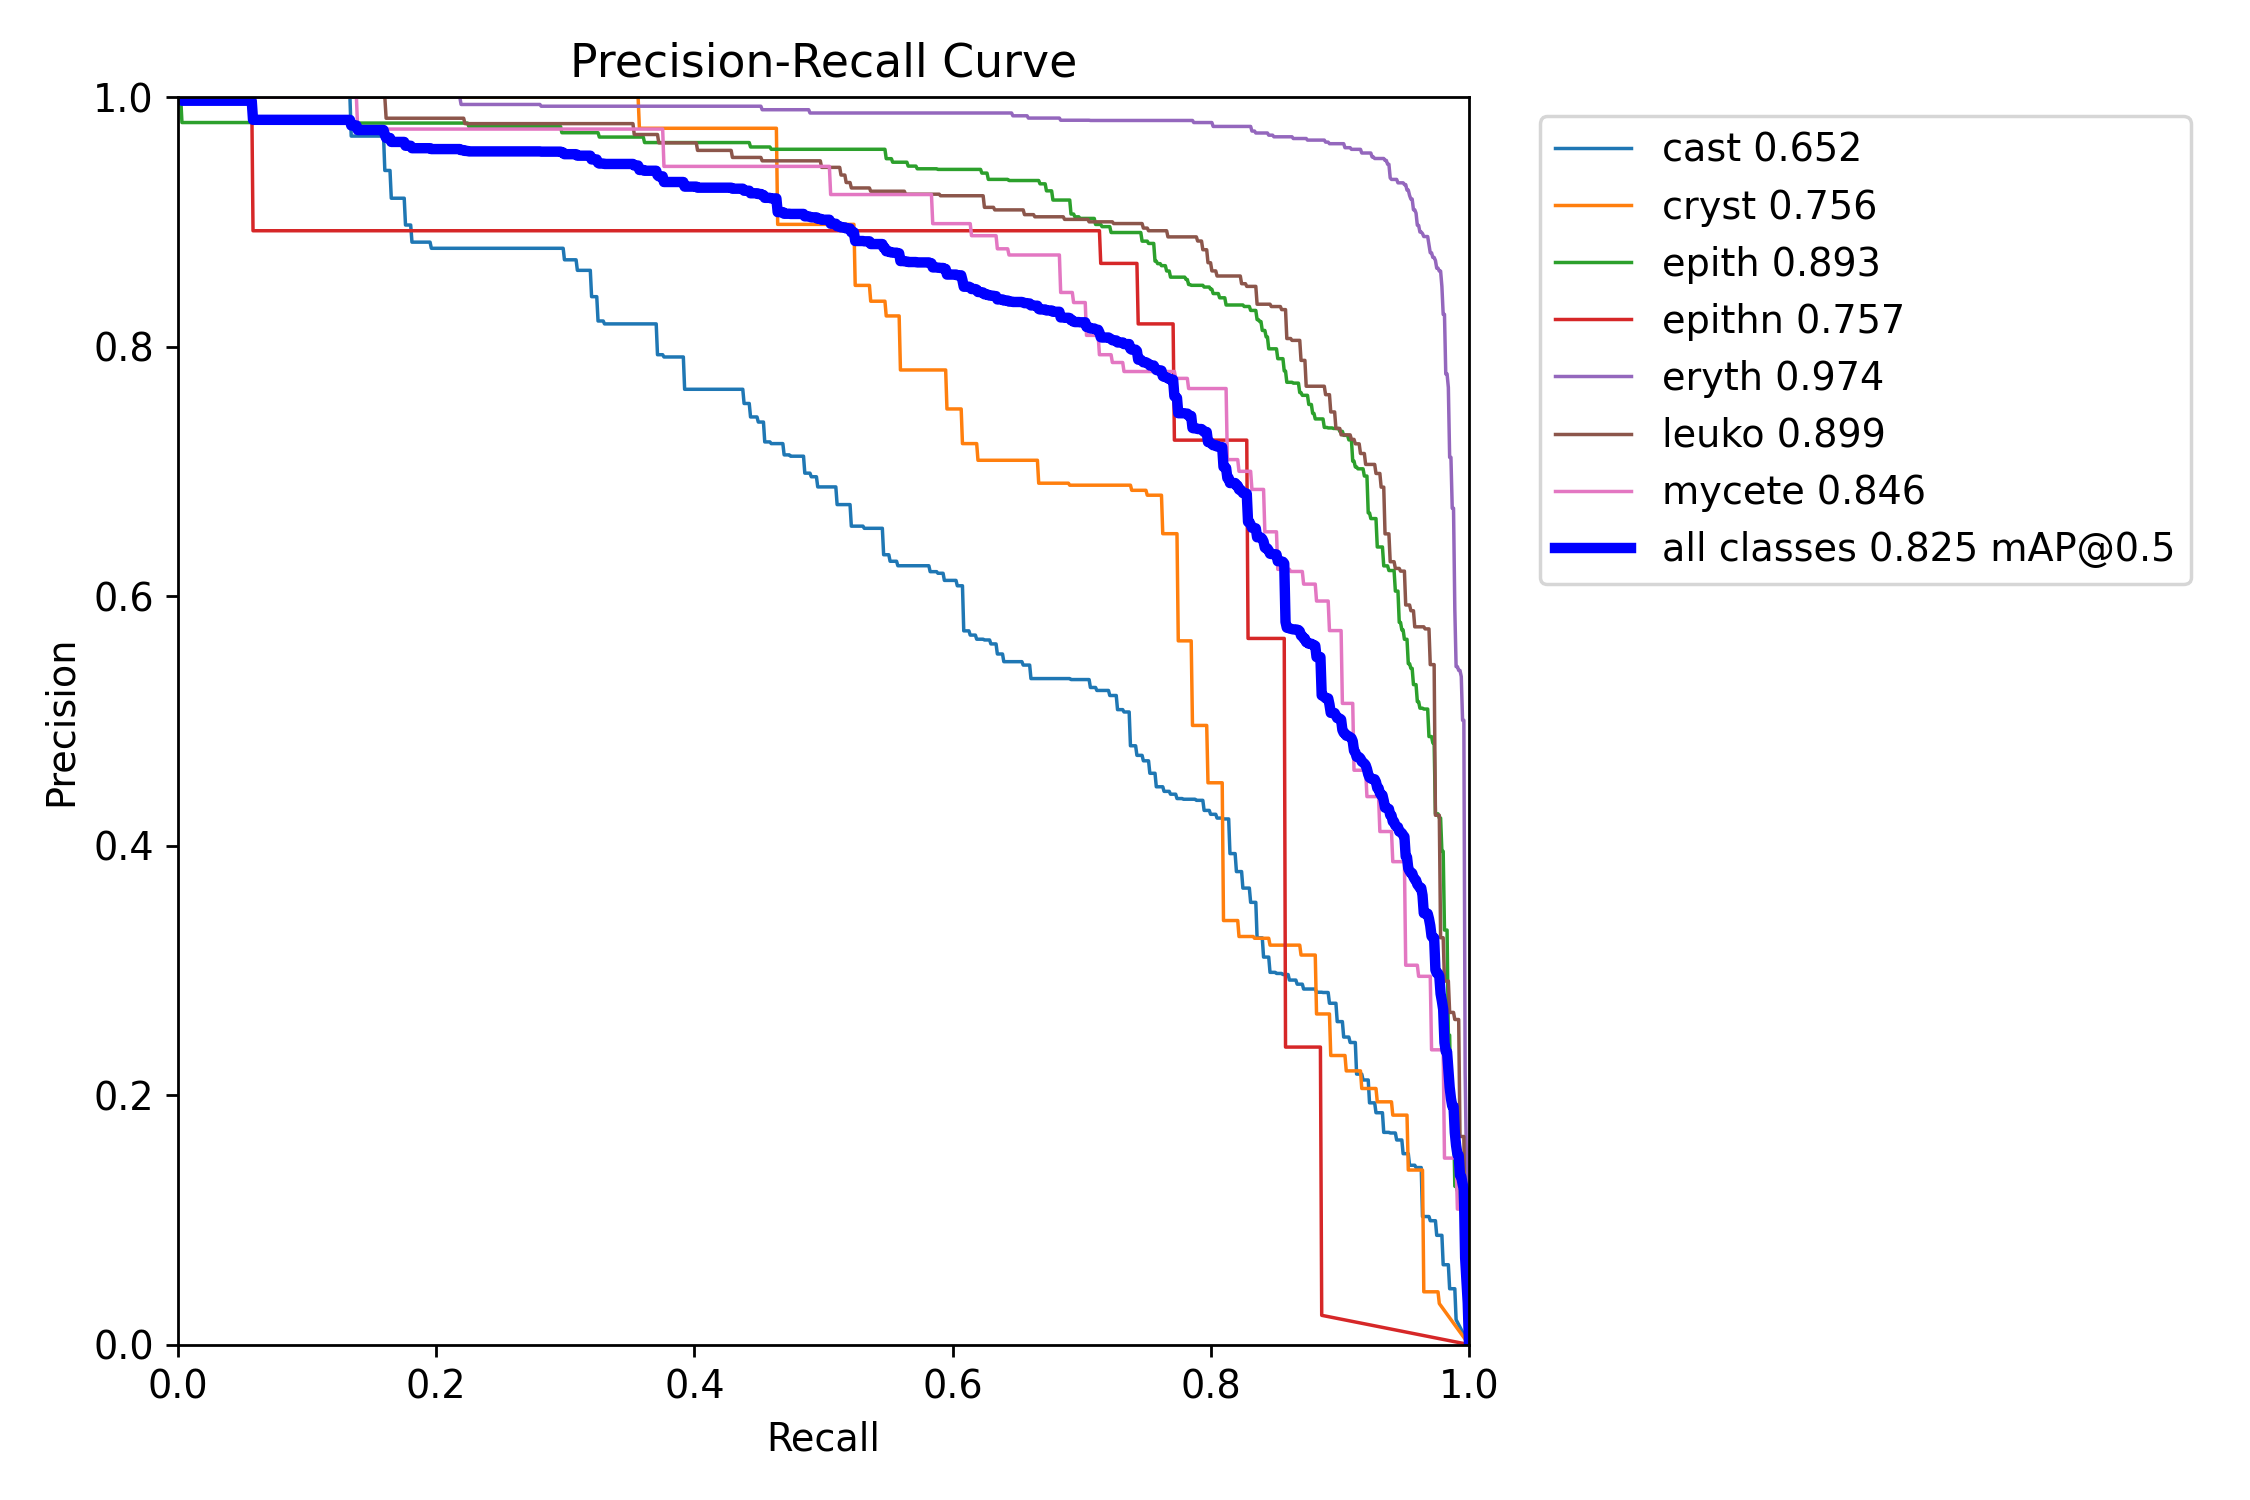 Precision-Recall Curve
1.0
0.8
0.6
0.4
0.2
0.0
Precision
0.0 0.2 0.4 0.6 0.8 1.0
Recall
cast 0.652
cryst 0.756
epith 0.893
epithn 0.757
eryth 0.974
leuko 0.899
mycete 0.846
all classes 0.825 mAP@0.5